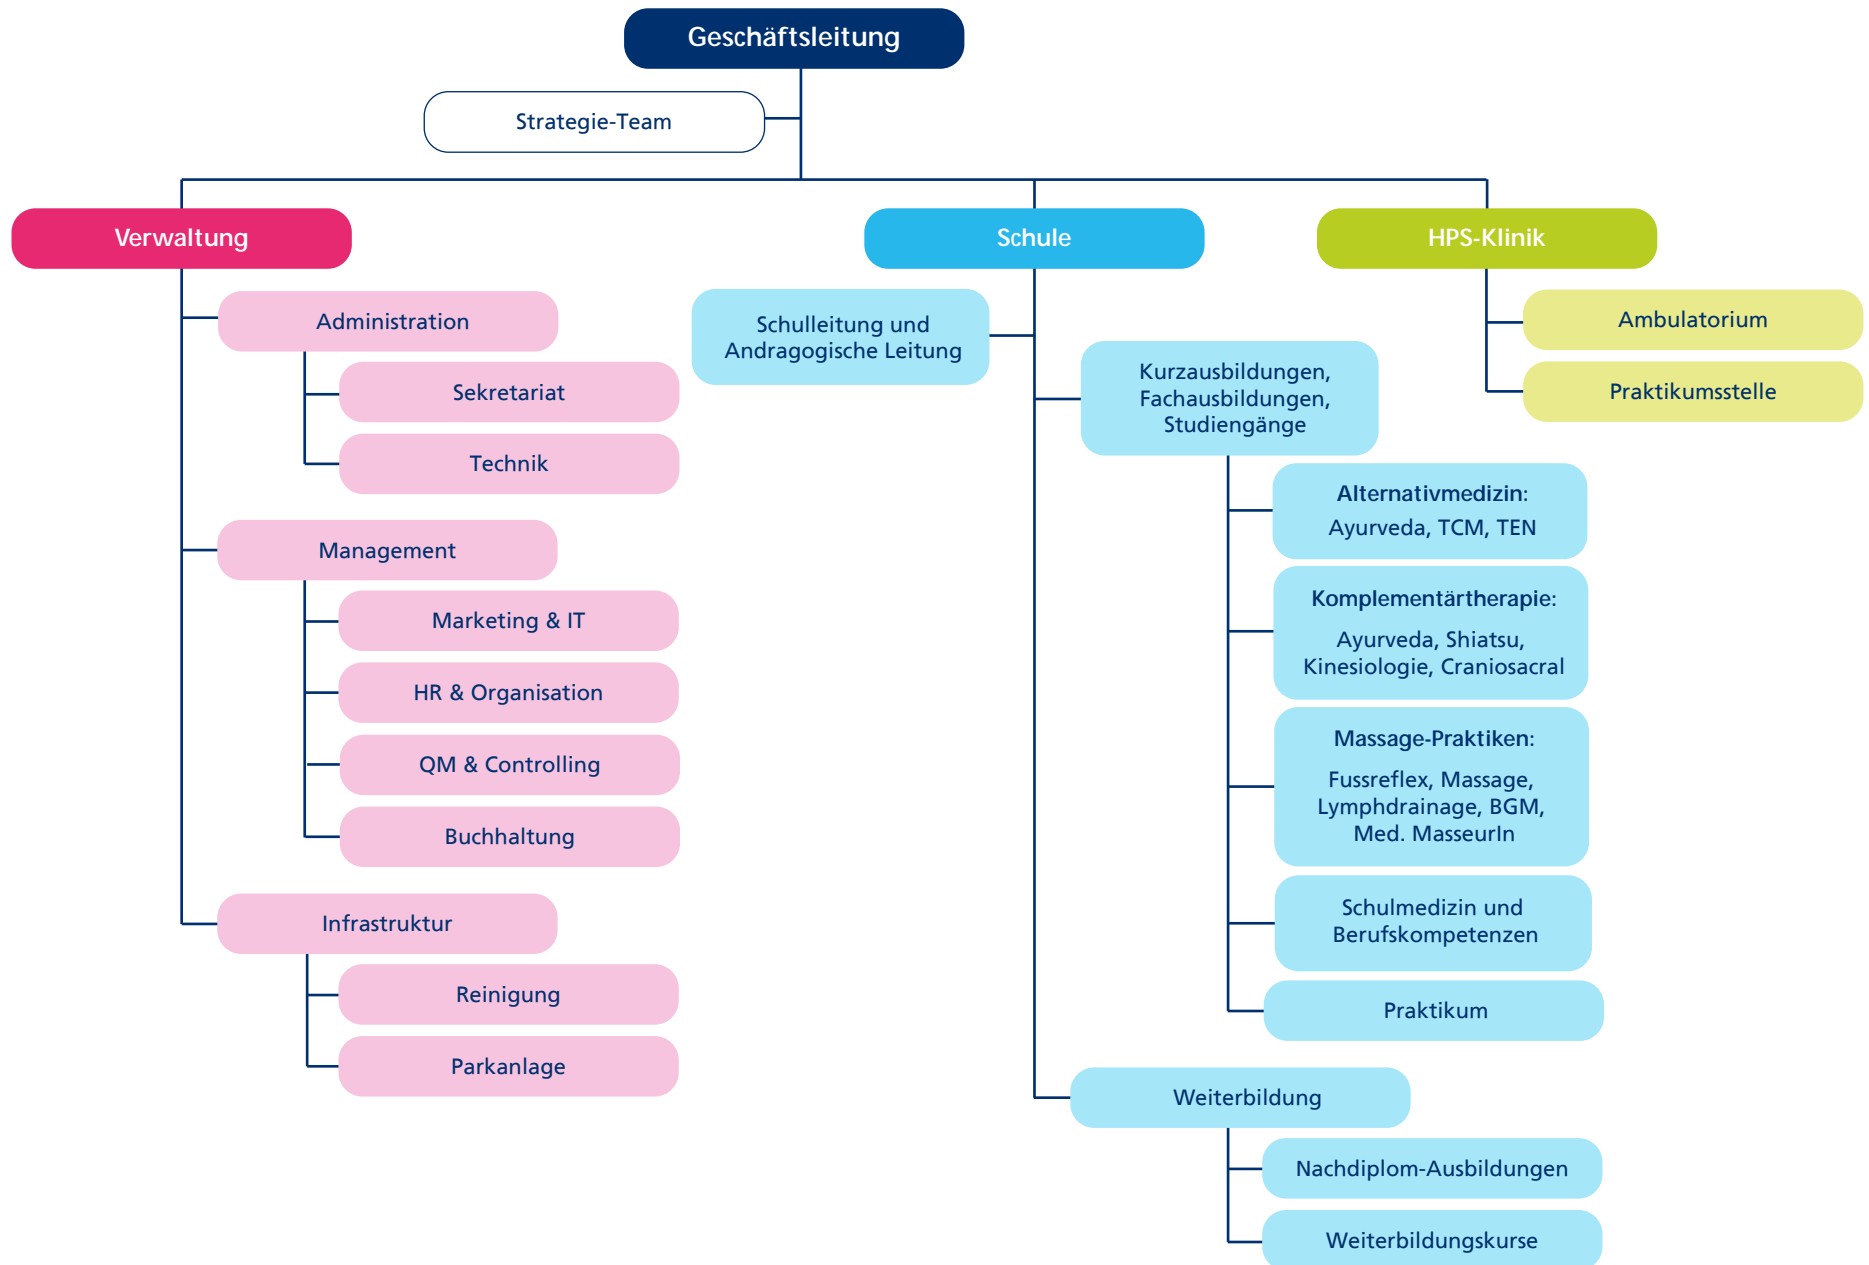 Geschäftsleitung
Strategie-Team
Verwaltung
Administration
Sekretariat
Technik
Management
Marketing & IT
HR & Organisation
QM & Controlling
Buchhaltung
Infrastruktur
Reinigung
Parkanlage
Schule
Schulleitung und
Andragogische Leitung
Kurzausbildungen,
Fachausbildungen,
Studiengänge
Alternativmedizin:
Ayurveda, TCM, TEN
Komplementärtherapie:
Ayurveda, Shiatsu,
Kinesiologie, Craniosacral
Massage-Praktiken:
Fussreflex, Massage,
Lymphdrainage, BGM,
Med. MasseurIn
Schulmedizin und
Berufskompetenzen
Praktikum
Weiterbildung
Nachdiplom-Ausbildungen
Weiterbildungskurse
HPS-Klinik
Ambulatorium
Praktikumsstelle